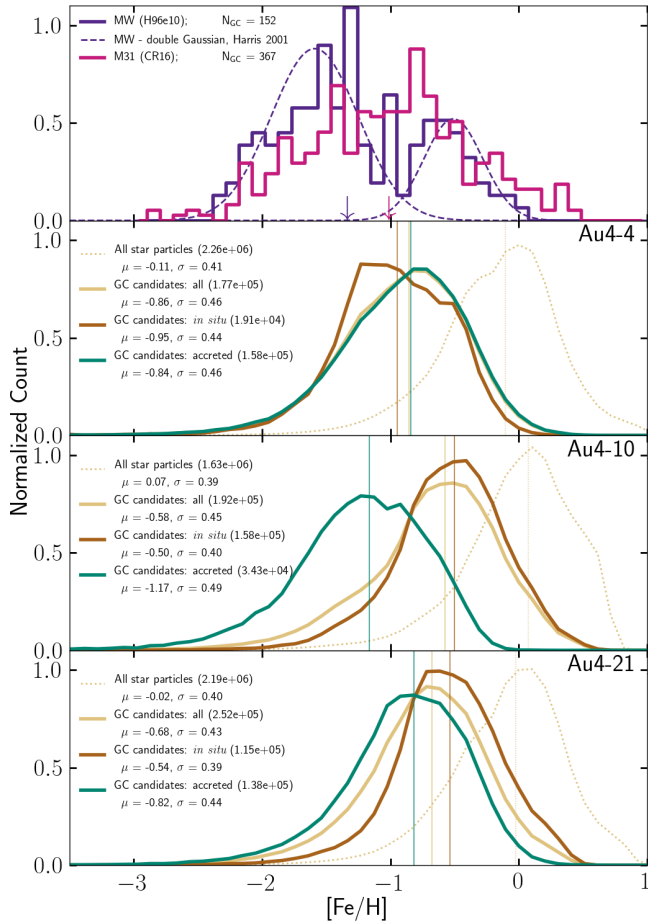 1.0
MW (H96e10); N_GC = 152
MW - double Gaussian, Harris 2001
M31 (CR16); N_GC = 367
0.5
0.0
Au4-4
1.0
All star particles (2.26e+06)
μ = -0.11, σ = 0.41
GC candidates: all (1.77e+05)
μ = -0.86, σ = 0.46
GC candidates: in situ (1.91e+04)
μ = -0.95, σ = 0.44
GC candidates: accreted (1.58e+05)
μ = -0.84, σ = 0.46
0.5
0.0
Au4-10
1.0
All star particles (1.63e+06)
μ = 0.07, σ = 0.39
GC candidates: all (1.92e+05)
μ = -0.58, σ = 0.45
GC candidates: in situ (1.58e+05)
μ = -0.50, σ = 0.40
GC candidates: accreted (3.43e+04)
μ = -1.17, σ = 0.49
0.5
0.0
Au4-21
1.0
All star particles (2.19e+06)
μ = -0.02, σ = 0.40
GC candidates: all (2.52e+05)
μ = -0.68, σ = 0.43
GC candidates: in situ (1.15e+05)
μ = -0.54, σ = 0.39
GC candidates: accreted (1.38e+05)
μ = -0.82, σ = 0.44
0.5
0.0
Normalized Count
−3 −2 −1 0 1
[Fe/H]